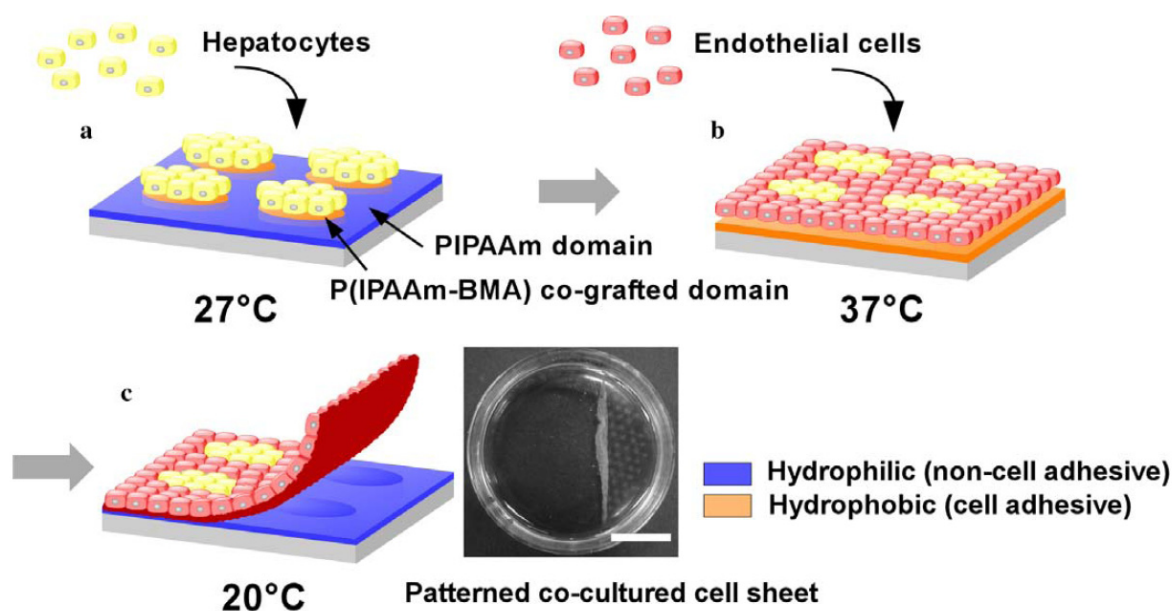 Hepatocytes
Endothelial cells
a
b
PIPAAm domain
P(IPAAm-BMA) co-grafted domain
27°C
37°C
c
Hydrophilic (non-cell adhesive)
Hydrophobic (cell adhesive)
20°C
Patterned co-cultured cell sheet